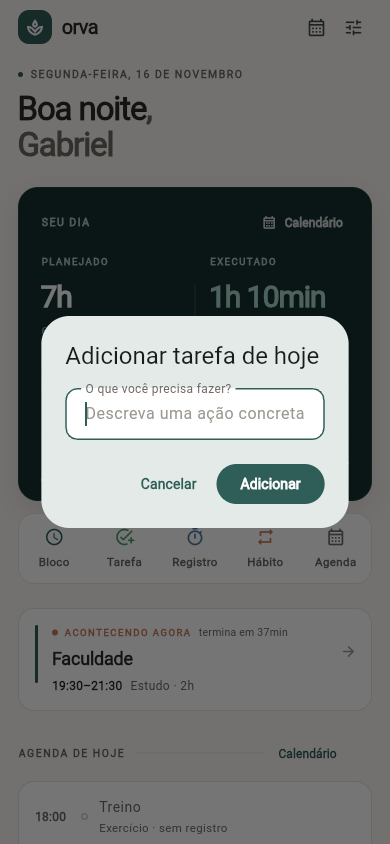 orva
SEGUNDA-FEIRA, 16 DE NOVEMBRO
Boa noite,
Gabriel
SEU DIA
Calendário
PLANEJADO
EXECUTADO
7h
1h 10min
Adicionar tarefa de hoje
O que você precisa fazer?
Descreva uma ação concreta
Cancelar
Adicionar
Bloco
Tarefa
Registro
Hábito
Agenda
ACONTECENDO AGORA termina em 37min
Faculdade
19:30–21:30 Estudo · 2h
AGENDA DE HOJE
Calendário
18:00
Treino
Exercício · sem registro